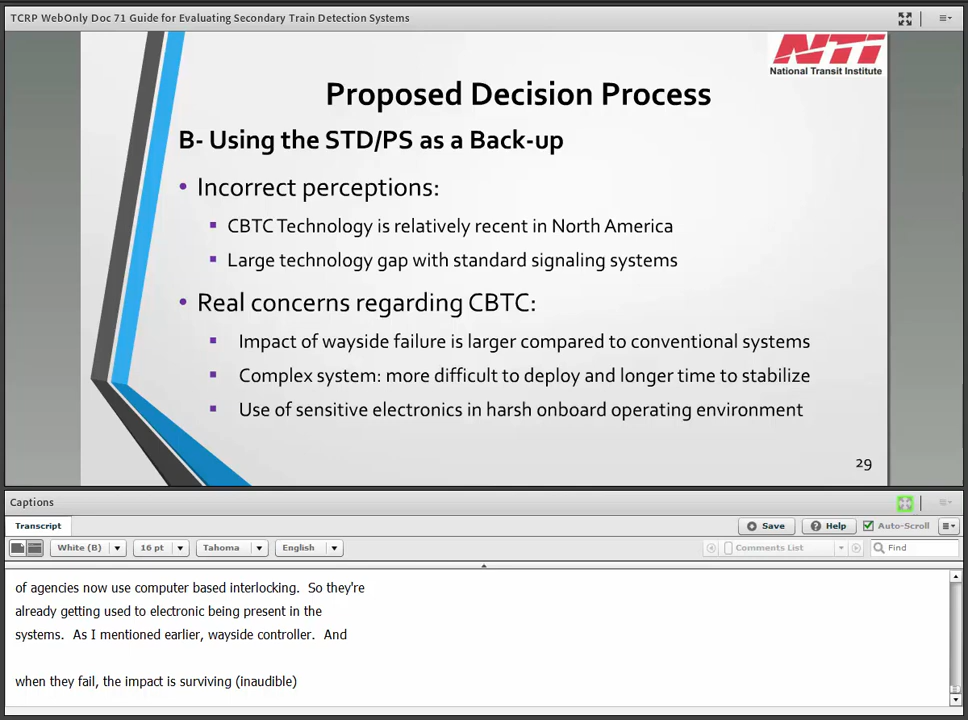 TCRP WebOnly Doc 71 Guide for Evaluating Secondary Train Detection Systems
NTI
National Transit Institute
Proposed Decision Process
B- Using the STD/PS as a Back-up
• Incorrect perceptions:
▪ CBTC Technology is relatively recent in North America
▪ Large technology gap with standard signaling systems
• Real concerns regarding CBTC:
▪ Impact of wayside failure is larger compared to conventional systems
▪ Complex system: more difficult to deploy and longer time to stabilize
▪ Use of sensitive electronics in harsh onboard operating environment
29
Captions
Transcript
Save
Help
Auto-Scroll
White (B)
16 pt
Tahoma
English
Comments List
Find
of agencies now use computer based interlocking.  So they're
already getting used to electronic being present in the
systems.  As I mentioned earlier, wayside controller.  And
when they fail, the impact is surviving (inaudible)